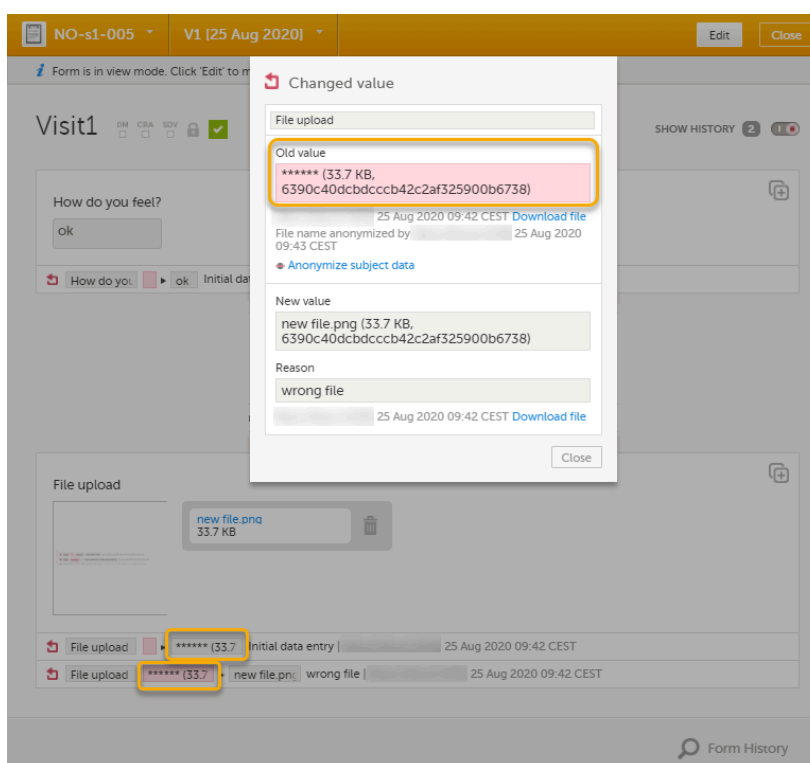 NO-s1-005
V1 [25 Aug 2020]
Edit
Close
Form is in view mode. Click 'Edit' to m
Changed value
Visit1
DM CRA SDV
SHOW HISTORY 2
File upload
Old value
****** (33.7 KB,
6390c40dcbdcccb42c2af325900b6738)
25 Aug 2020 09:42 CEST Download file
File name anonymized by 25 Aug 2020
09:43 CEST
Anonymize subject data
New value
new file.png (33.7 KB,
6390c40dcbdcccb42c2af325900b6738)
Reason
wrong file
25 Aug 2020 09:42 CEST Download file
Close
How do you feel?
ok
How do you ok Initial da
File upload
new file.png
33.7 KB
File upload ****** (33.7 Initial data entry | 25 Aug 2020 09:42 CEST
File upload ****** (33.7 new file.png wrong file | 25 Aug 2020 09:42 CEST
Form History